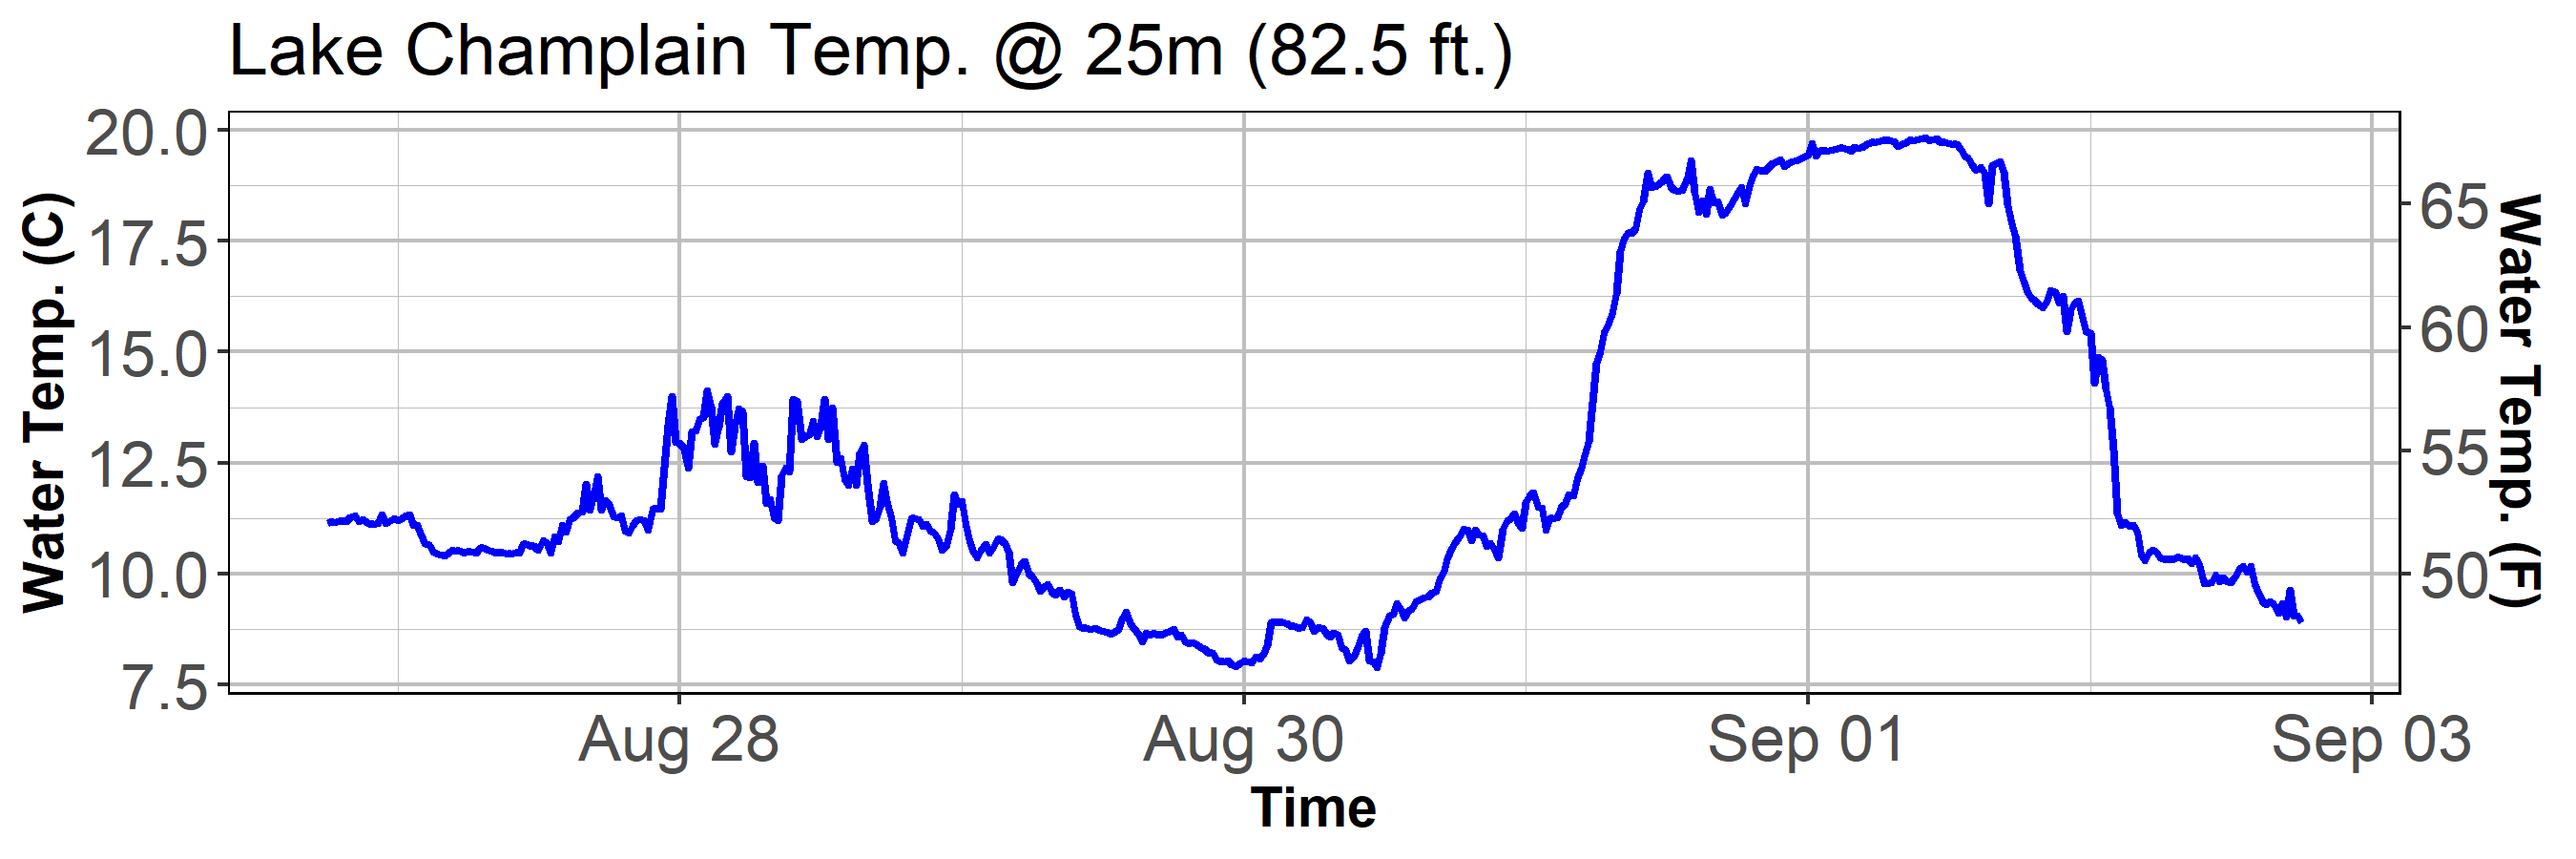 Lake Champlain Temp. @ 25m (82.5 ft.)
Water Temp. (C)
20.0
17.5
15.0
12.5
10.0
7.5
65
60
55
50
Water Temp. (F)
Aug 28
Aug 30
Sep 01
Sep 03
Time